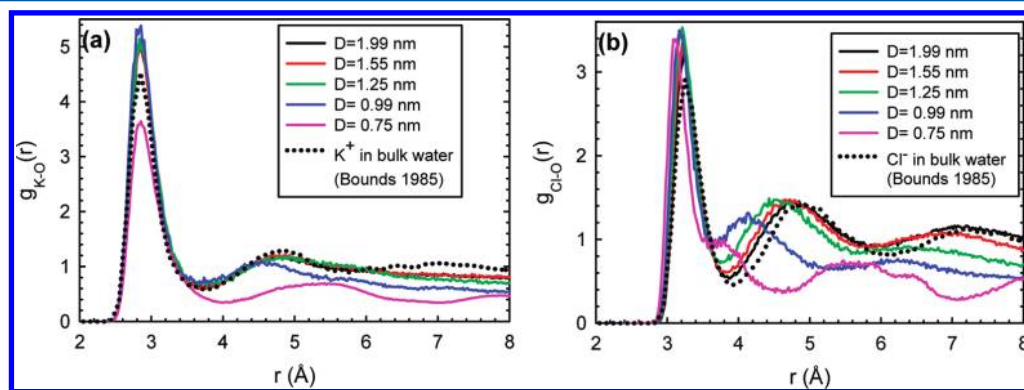 (a)
D=1.99 nm
D=1.55 nm
D=1.25 nm
D= 0.99 nm
D= 0.75 nm
K+ in bulk water
(Bounds 1985)
gK-O(r)
5
4
3
2
1
0
2 3 4 5 6 7 8
r (Å)
(b)
D=1.99 nm
D=1.55 nm
D=1.25 nm
D= 0.99 nm
D= 0.75 nm
Cl- in bulk water
(Bounds 1985)
gCl-O(r)
3
2
1
0
2 3 4 5 6 7 8
r (Å)